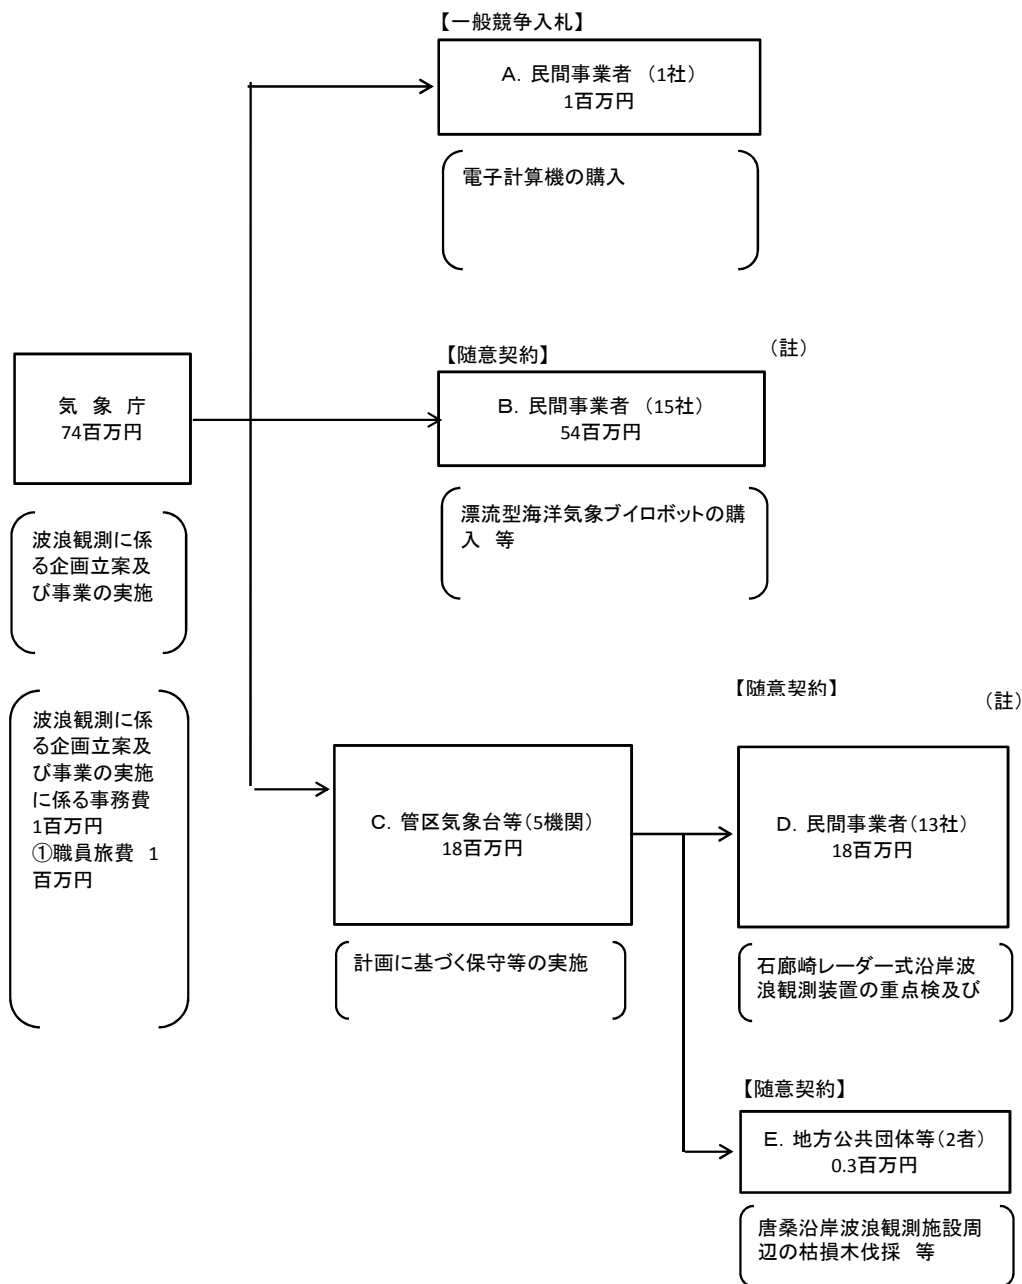 【一般競争入札】
A. 民間事業者 (1社)
1百万円
電子計算機の購入
【随意契約】
(註)
B. 民間事業者 (15社)
54百万円
漂流型海洋気象ブイロボットの購
入 等
気 象 庁
74百万円
波浪観測に係
る企画立案及
び事業の実施
波浪観測に係
る企画立案及
び事業の実施
に係る事務費
1百万円
①職員旅費 1
百万円
C. 管区気象台等(5機関)
18百万円
計画に基づく保守等の実施
【随意契約】
(註)
D. 民間事業者(13社)
18百万円
石廊崎レーダー式沿岸波
浪観測装置の重点検及び
【随意契約】
E. 地方公共団体等(2者)
0.3百万円
唐桑沿岸波浪観測施設周
辺の枯損木伐採 等